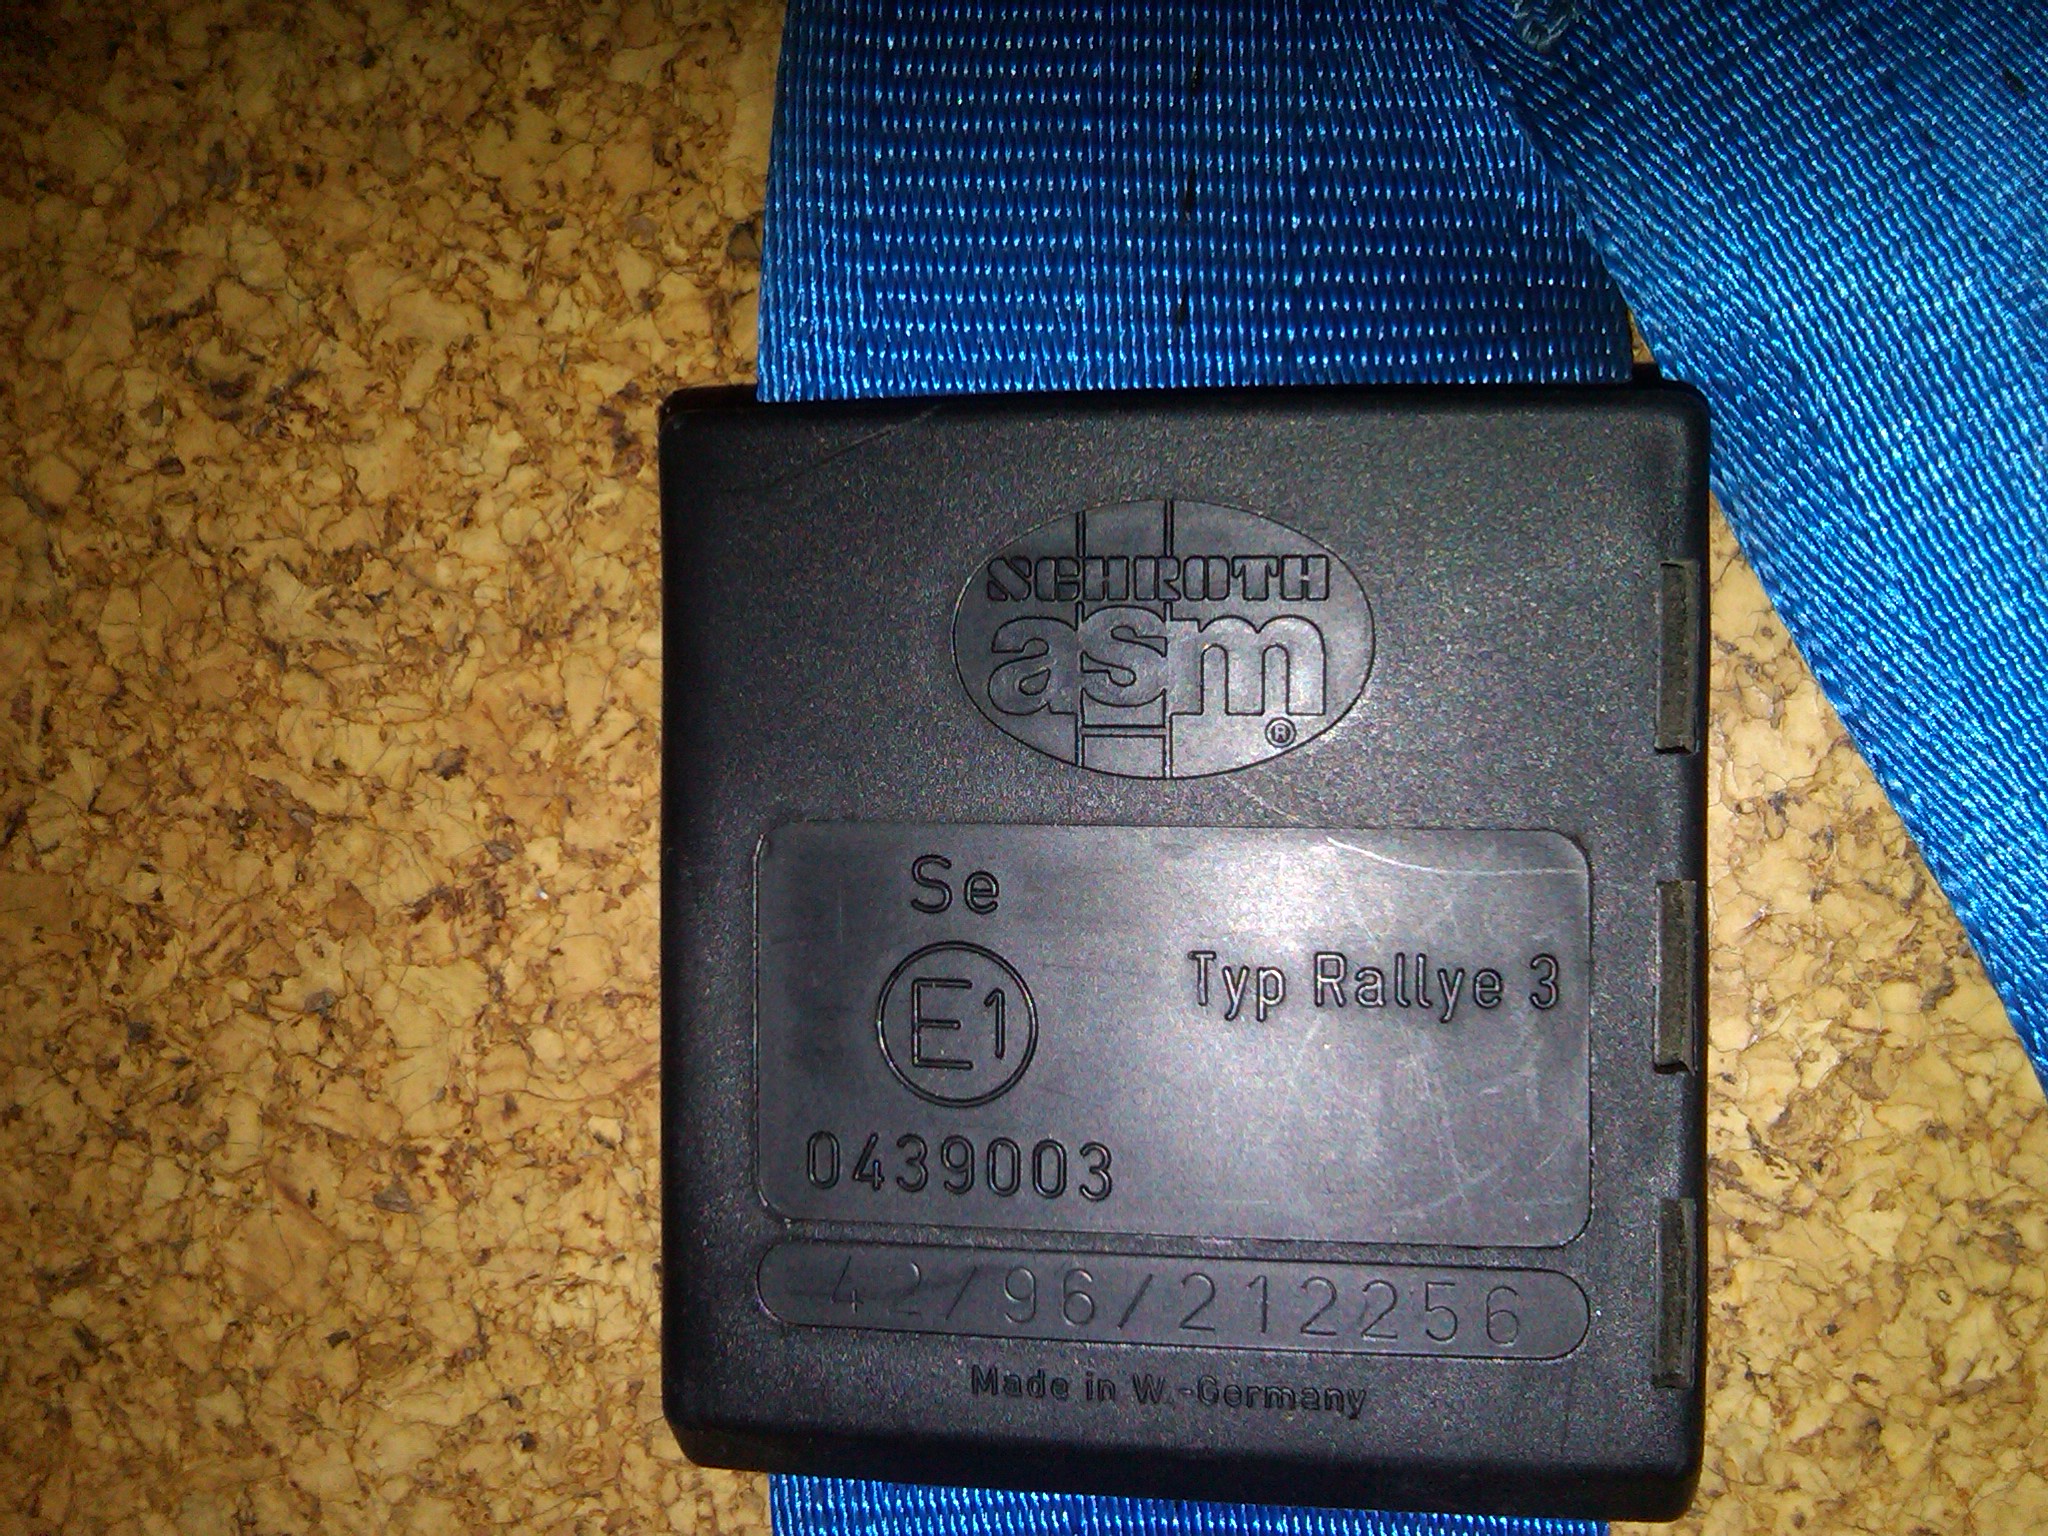 SCHROTH
asm
®
Se
E1
Typ Rallye 3
0439003
42/96/212256
Made in W.-Germany